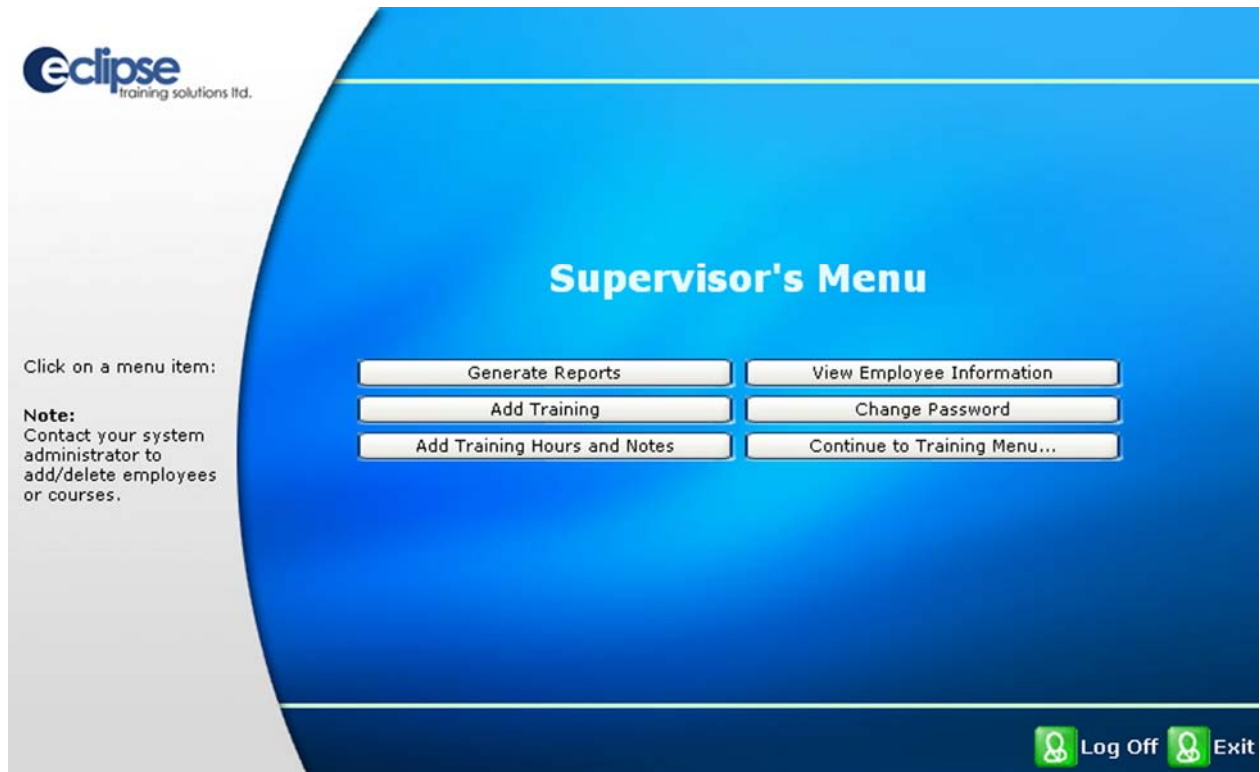 eclipse
training solutions ltd.
Supervisor's Menu
Click on a menu item:
Note:
Contact your system
administrator to
add/delete employees
or courses.
Generate Reports
View Employee Information
Add Training
Change Password
Add Training Hours and Notes
Continue to Training Menu...
Log Off
Exit